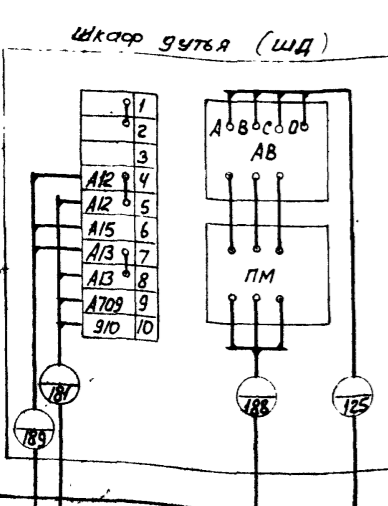 Шкаф дутья (ШД)
1
2
3
А12 4
А12 5
А15 6
А13 7
А13 8
А709 9
910 10
А В С О
АВ
ПМ
181
189
188
125